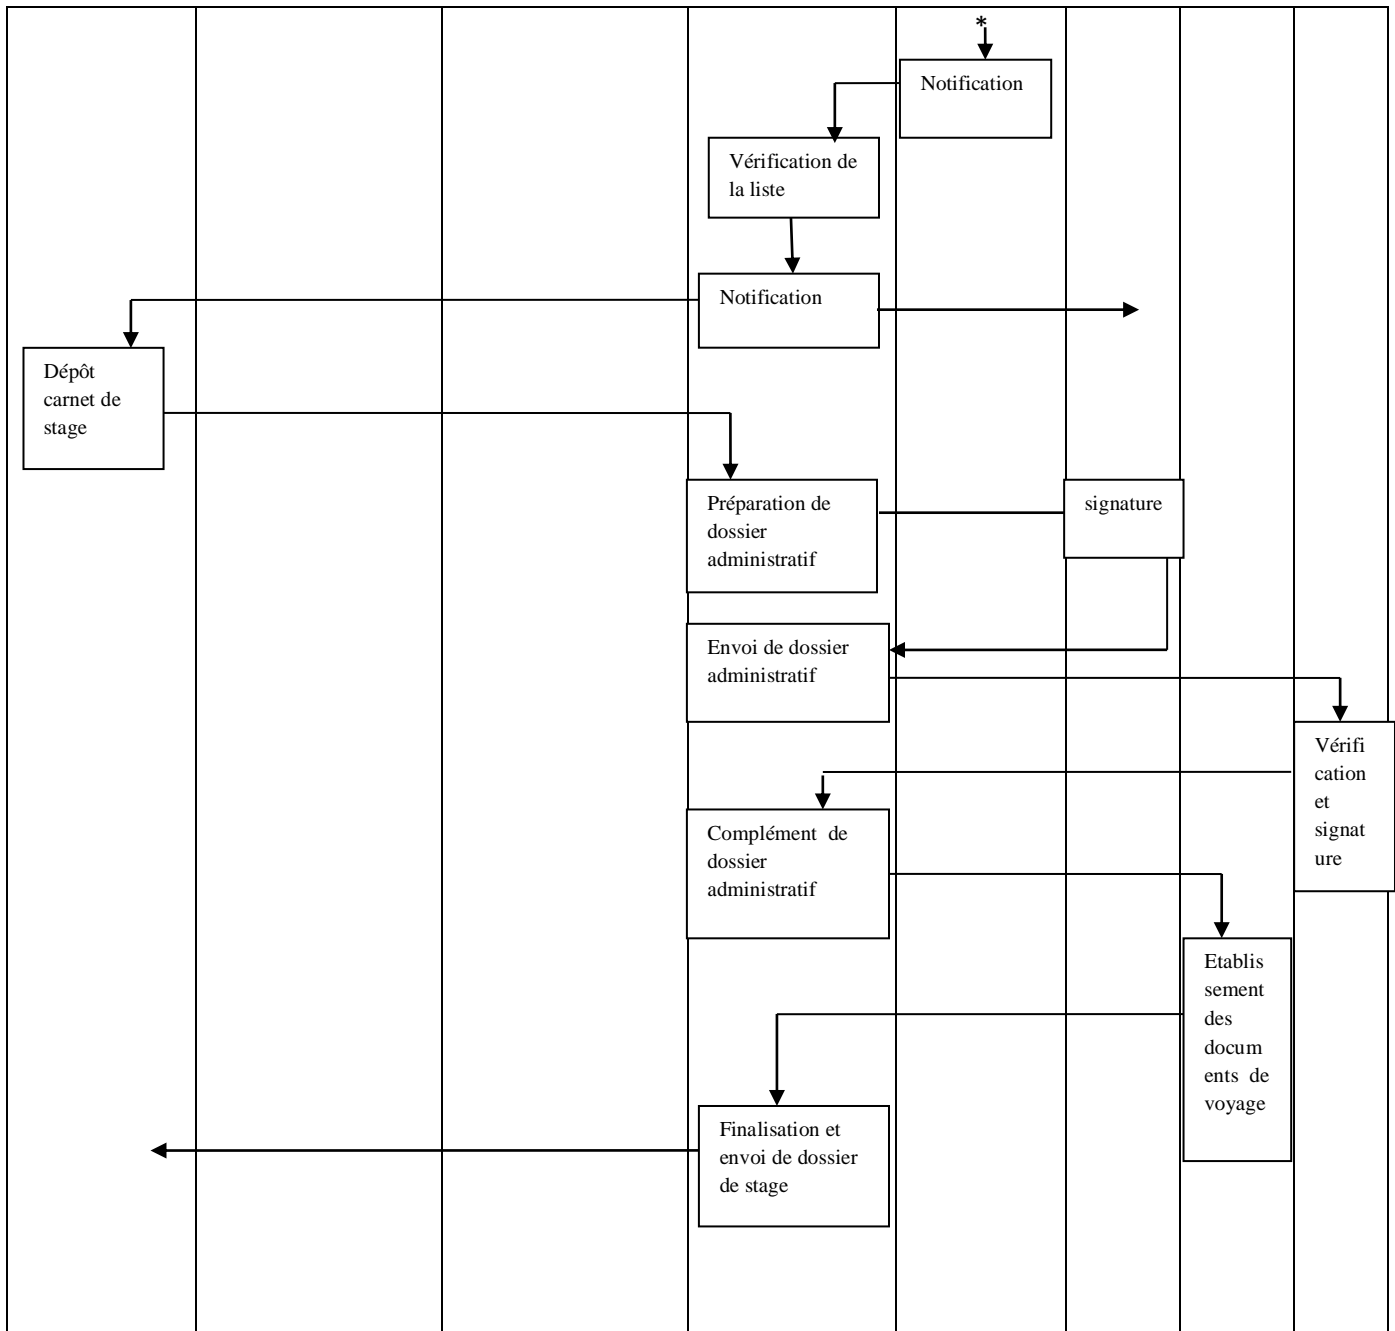 *
Notification
Vérification de
la liste
Notification
Dépôt
carnet de
stage
Préparation de
dossier
administratif
signature
Envoi de dossier
administratif
Vérifi
cation
et
signat
ure
Complément de
dossier
administratif
Etablis
sement
des
docum
ents de
voyage
Finalisation et
envoi de dossier
de stage